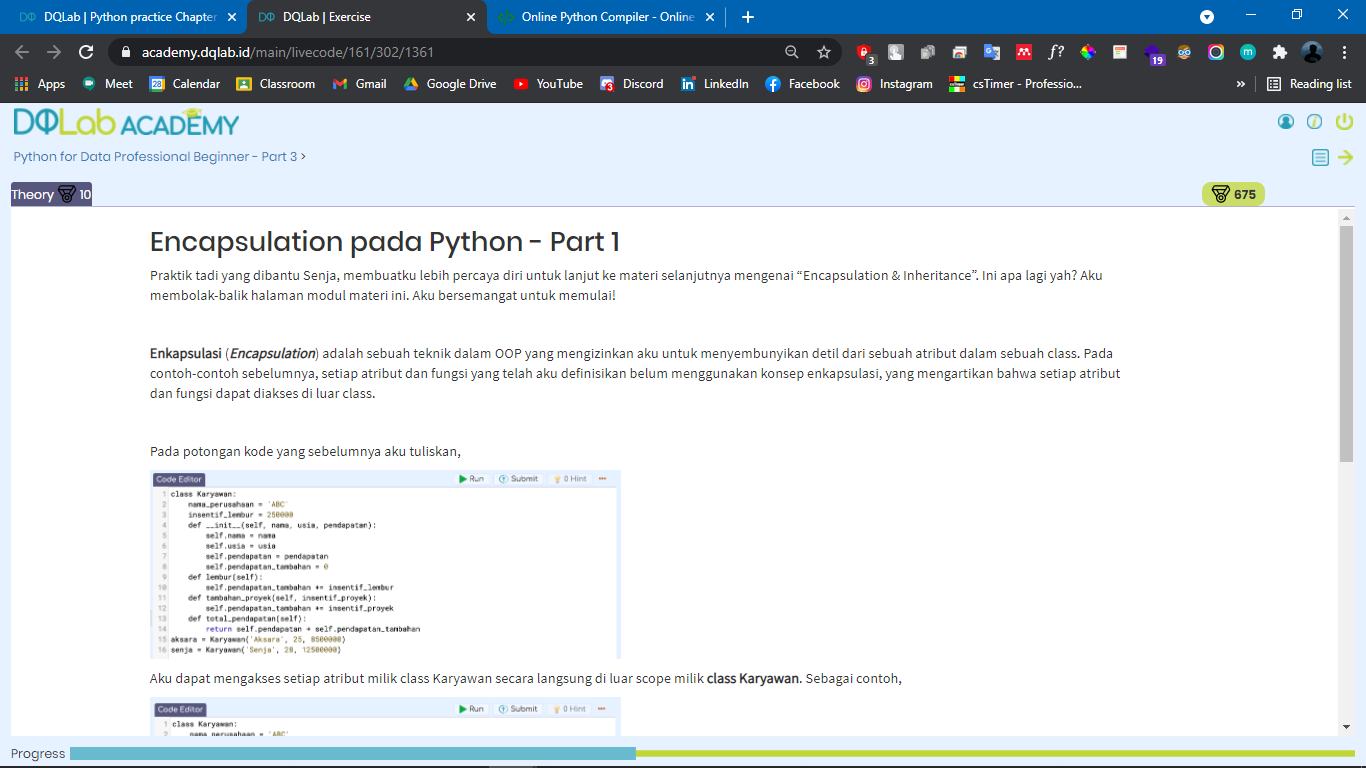 DQLab | Python practice Chapter
DQLab | Exercise
Online Python Compiler - Online
academy.dqlab.id/main/livecode/161/302/1361
3
19
f?
m
Apps
Meet
28
Calendar
Classroom
Gmail
Google Drive
YouTube
Discord
LinkedIn
Facebook
Instagram
csTimer - Professio...
»
Reading list
DQLab ACADEMY
Python for Data Professional Beginner - Part 3 >
Theory 10
675
Encapsulation pada Python - Part 1
Praktik tadi yang dibantu Senja, membuatku lebih percaya diri untuk lanjut ke materi selanjutnya mengenai “Encapsulation & Inheritance”. Ini apa lagi yah? Aku
membolak-balik halaman modul materi ini. Aku bersemangat untuk memulai!
Enkapsulasi (Encapsulation) adalah sebuah teknik dalam OOP yang mengizinkan aku untuk menyembunyikan detil dari sebuah atribut dalam sebuah class. Pada
contoh-contoh sebelumnya, setiap atribut dan fungsi yang telah aku definisikan belum menggunakan konsep enkapsulasi, yang mengartikan bahwa setiap atribut
dan fungsi dapat diakses di luar class.
Pada potongan kode yang sebelumnya aku tuliskan,
Code Editor Run Submit 0 Hint
1 class Karyawan:
2 nama_perusahaan = 'ABC'
3 insentif_lembur = 250000
4 def __init__(self, nama, usia, pendapatan):
5 self.nama = nama
6 self.usia = usia
7 self.pendapatan = pendapatan
8 self.pendapatan_tambahan = 0
9 def lembur(self):
10 self.pendapatan_tambahan += insentif_lembur
11 def tambahan_proyek(self, insentif_proyek):
12 self.pendapatan_tambahan += insentif_proyek
13 def total_pendapatan(self):
14 return self.pendapatan + self.pendapatan_tambahan
15 aksara = Karyawan('Aksara', 25, 8500000)
16 senja = Karyawan('Senja', 28, 12500000)
Aku dapat mengakses setiap atribut milik class Karyawan secara langsung di luar scope milik class Karyawan. Sebagai contoh,
Code Editor Run Submit 0 Hint
1 class Karyawan:
2 nama_perusahaan = 'ABC'
Progress